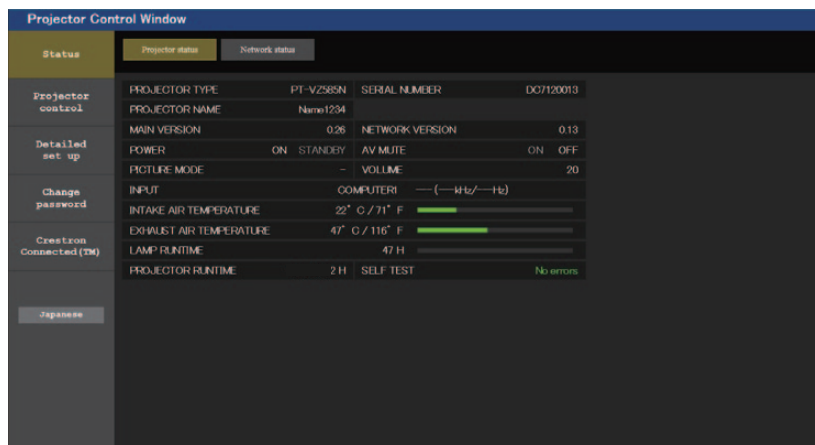 Projector Control Window
Status
Projector status Network status
Projector
control
Detailed
set up
Change
password
Crestron
Connected(TM)
Japanese
PROJECTOR TYPE PT-VZ585N SERIAL NUMBER DC7120013
PROJECTOR NAME Name1234
MAIN VERSION 0.26 NETWORK VERSION 0.13
POWER ON STANDBY AV MUTE ON OFF
PICTURE MODE – VOLUME 20
INPUT COMPUTER1 ---(---kHz/---Hz)
INTAKE AIR TEMPERATURE 22° C/71° F
EXHAUST AIR TEMPERATURE 47° C/116° F
LAMP RUNTIME 47 H
PROJECTOR RUNTIME 2 H SELF TEST No errors